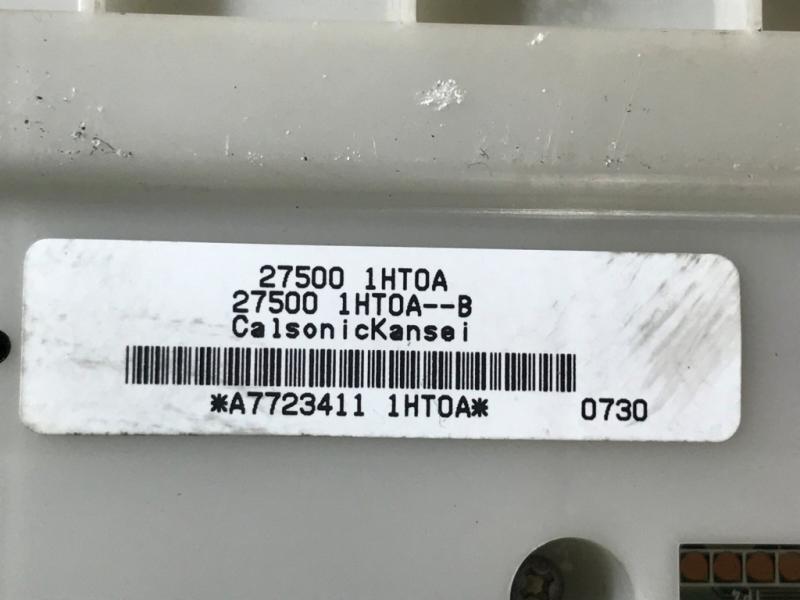 27500 1HT0A
27500 1HT0A--B
CalsonicKansei
*A7723411 1HT0A* 0730